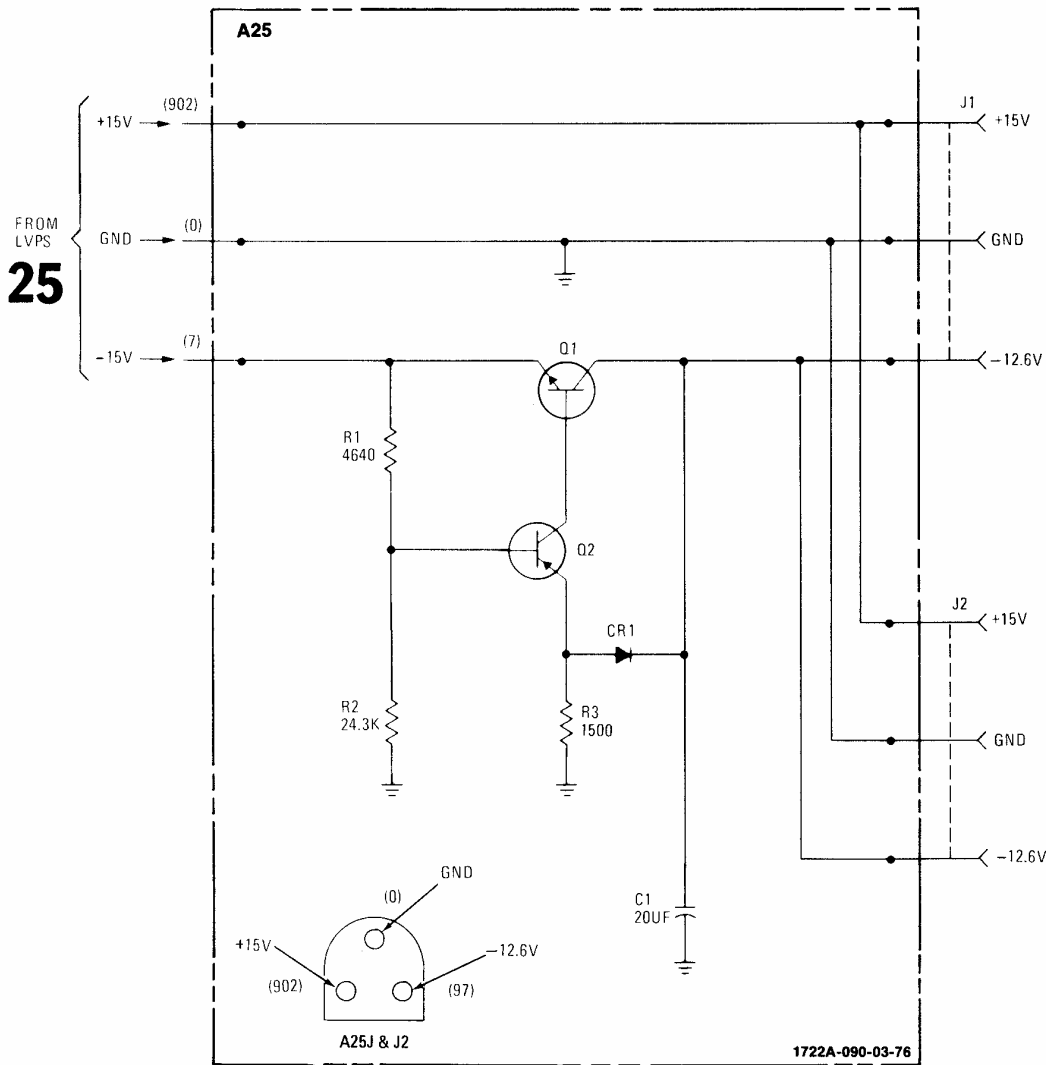 A25
(902)
J1
+15V
+15V
FROM
LVPS
25
(0)
GND
GND
(7)
-15V
Q1
-12.6V
R1
4640
Q2
J2
+15V
CR1
R2
24.3K
R3
1500
GND
-12.6V
GND
(0)
C1
20UF
+15V
-12.6V
(902)
(97)
A25J & J2
1722A-090-03-76